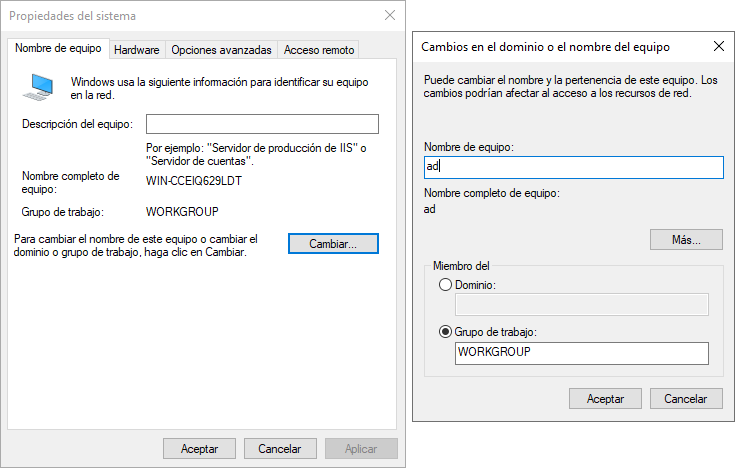 Propiedades del sistema
Nombre de equipo
Hardware
Opciones avanzadas
Acceso remoto
Windows usa la siguiente información para identificar su equipo
en la red.
Descripción del equipo:
Por ejemplo: "Servidor de producción de IIS" o
"Servidor de cuentas".
Nombre completo de
equipo:
WIN-CCEIQ629LDT
Grupo de trabajo:
WORKGROUP
Para cambiar el nombre de este equipo o cambiar el
dominio o grupo de trabajo, haga clic en Cambiar.
Cambiar...
Aceptar
Cancelar
Aplicar
Cambios en el dominio o el nombre del equipo
Puede cambiar el nombre y la pertenencia de este equipo. Los
cambios podrían afectar al acceso a los recursos de red.
Nombre de equipo:
ad
Nombre completo de equipo:
ad
Más...
Miembro del
Dominio:
Grupo de trabajo:
WORKGROUP
Aceptar
Cancelar